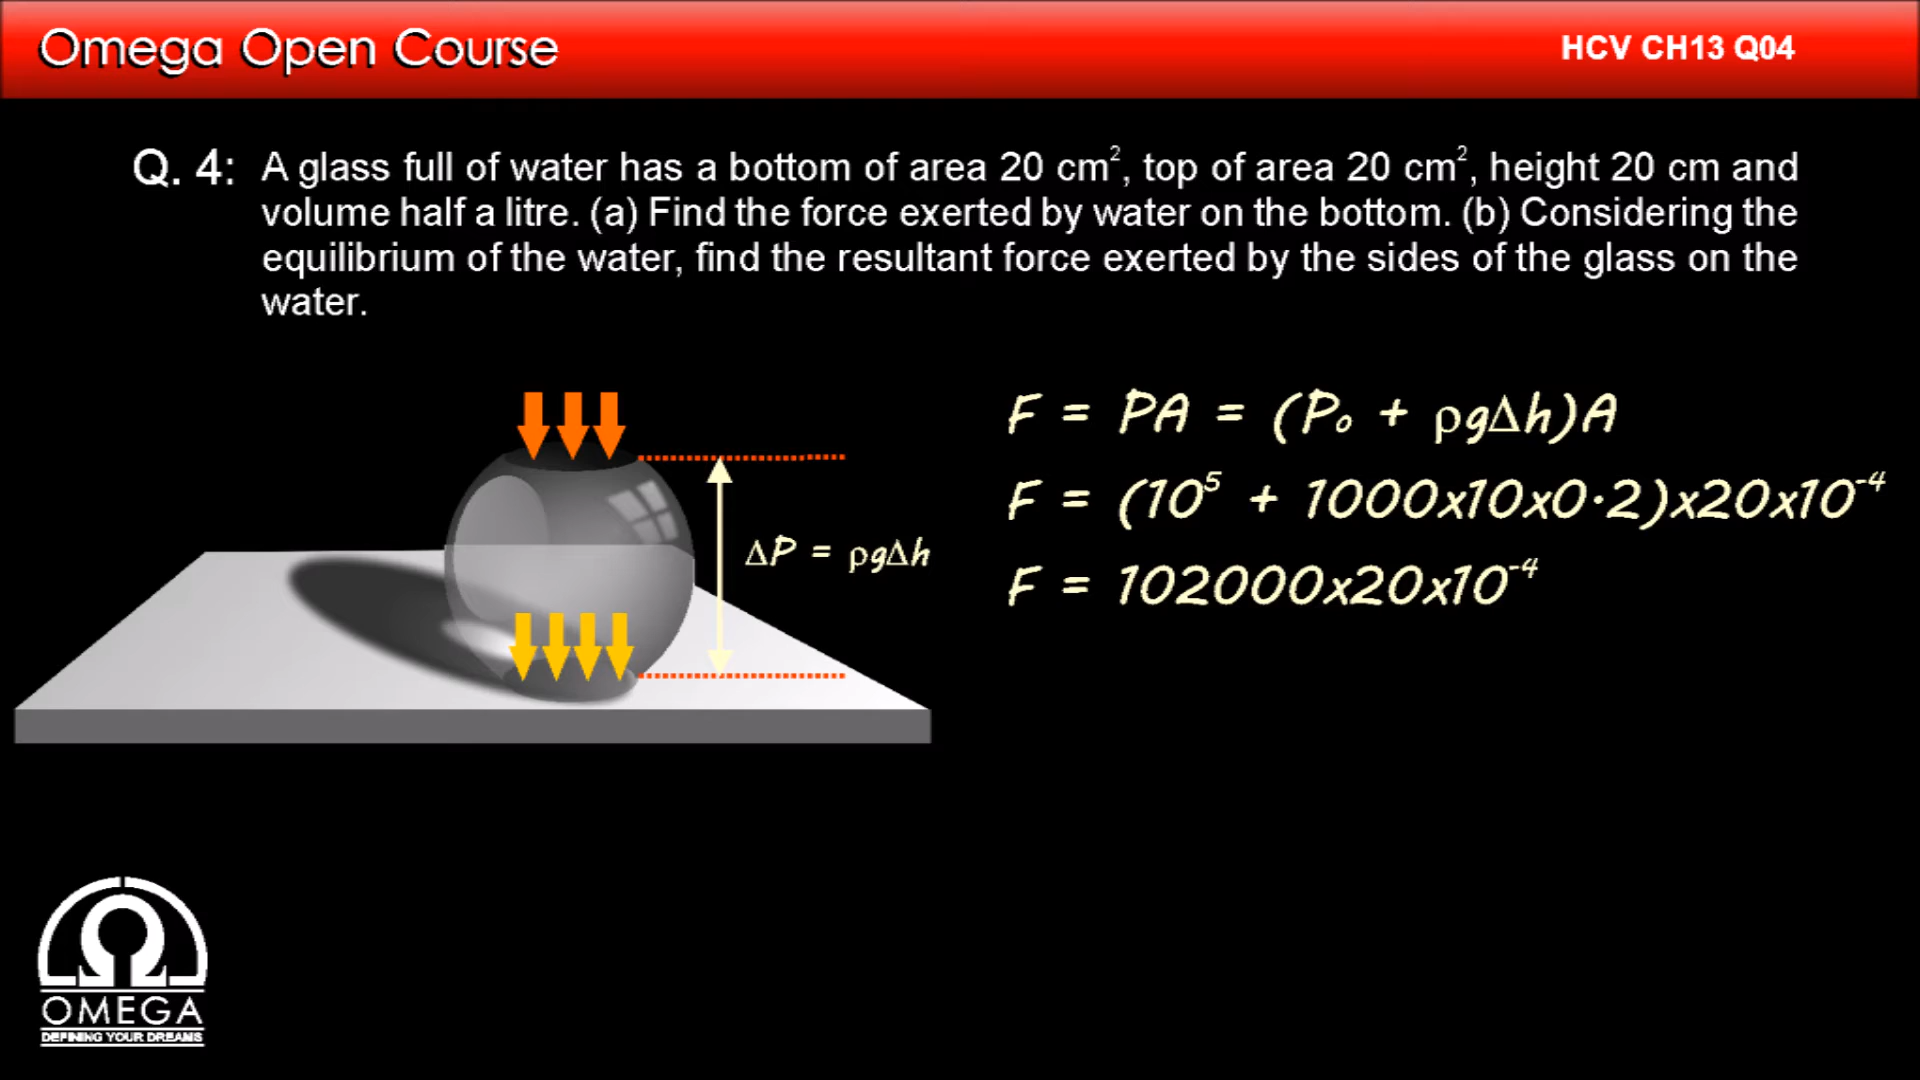 Omega Open Course
HCV CH13 Q04
Q. 4: A glass full of water has a bottom of area 20 cm², top of area 20 cm², height 20 cm and
volume half a litre. (a) Find the force exerted by water on the bottom. (b) Considering the
equilibrium of the water, find the resultant force exerted by the sides of the glass on the
water.
F = PA = (P₀ + ρgΔh)A
F = (10⁵ + 1000x10x0·2)x20x10⁻⁴
ΔP = ρgΔh
F = 102000x20x10⁻⁴
OMEGA
DEFINING YOUR DREAMS